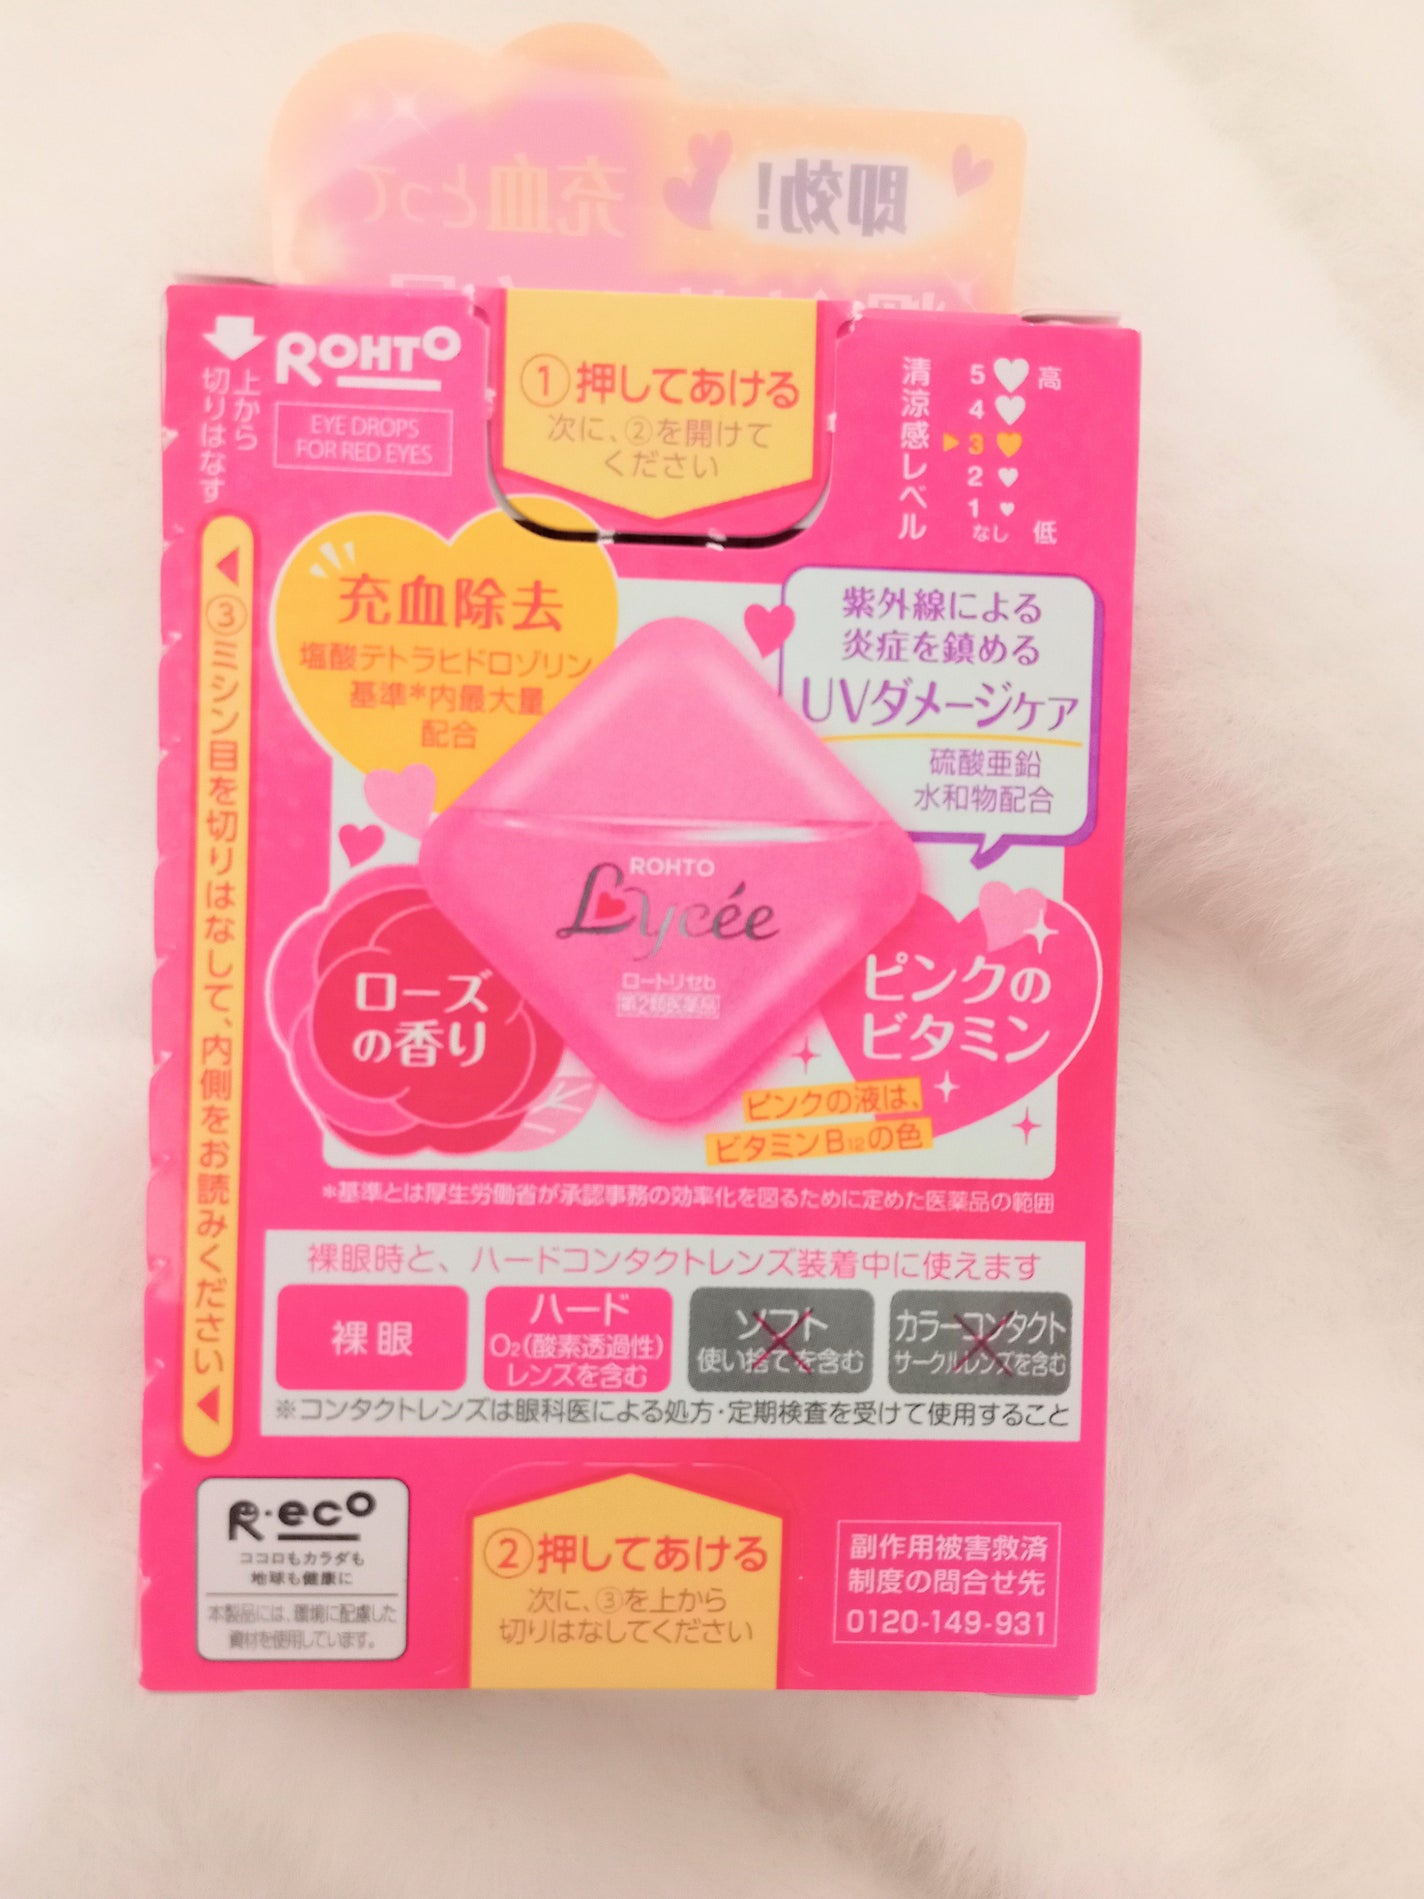 即効!
充血とって
ROHTO
EYE DROPS
FOR RED EYES
上から
切りはなす
①押してあける
次に、②を開けて
ください
清涼感レベル
5 高
4
3
2
1
なし 低
充血除去
塩酸テトラヒドロゾリン
基準*内最大量
配合
紫外線による
炎症を鎮める
UVダメージケア
硫酸亜鉛
水和物配合
③ミシン目を切りはなして、内側をお読みください
ROHTO
Lycée
ロートリセb
第2類医薬品
ローズ
の香り
ピンクの
ビタミン
ピンクの液は、
ビタミンB12の色
*基準とは厚生労働省が承認事務の効率化を図るために定めた医薬品の範囲
裸眼時と、ハードコンタクトレンズ装着中に使えます
裸眼
ハード
O2(酸素透過性)
レンズを含む
ソフト
使い捨てを含む
カラーコンタクト
サークルレンズを含む
※コンタクトレンズは眼科医による処方・定期検査を受けて使用すること
R・eco
ココロもカラダも
地球も健康に
本製品には、環境に配慮した
資材を使用しています。
②押してあける
次に、③を上から
切りはなしてください
副作用被害救済
制度の問合せ先
0120-149-931